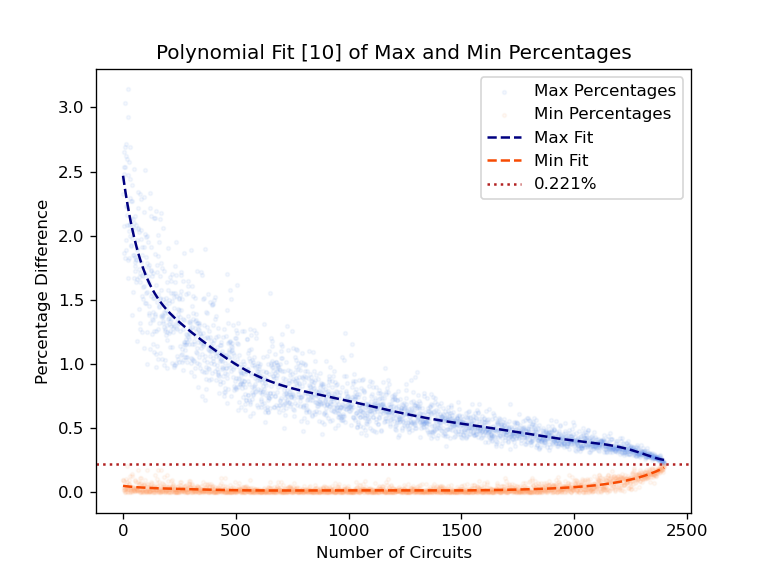 Polynomial Fit [10] of Max and Min Percentages
Max Percentages
Min Percentages
Max Fit
Min Fit
0.221%
Percentage Difference
3.0
2.5
2.0
1.5
1.0
0.5
0.0
0 500 1000 1500 2000 2500
Number of Circuits